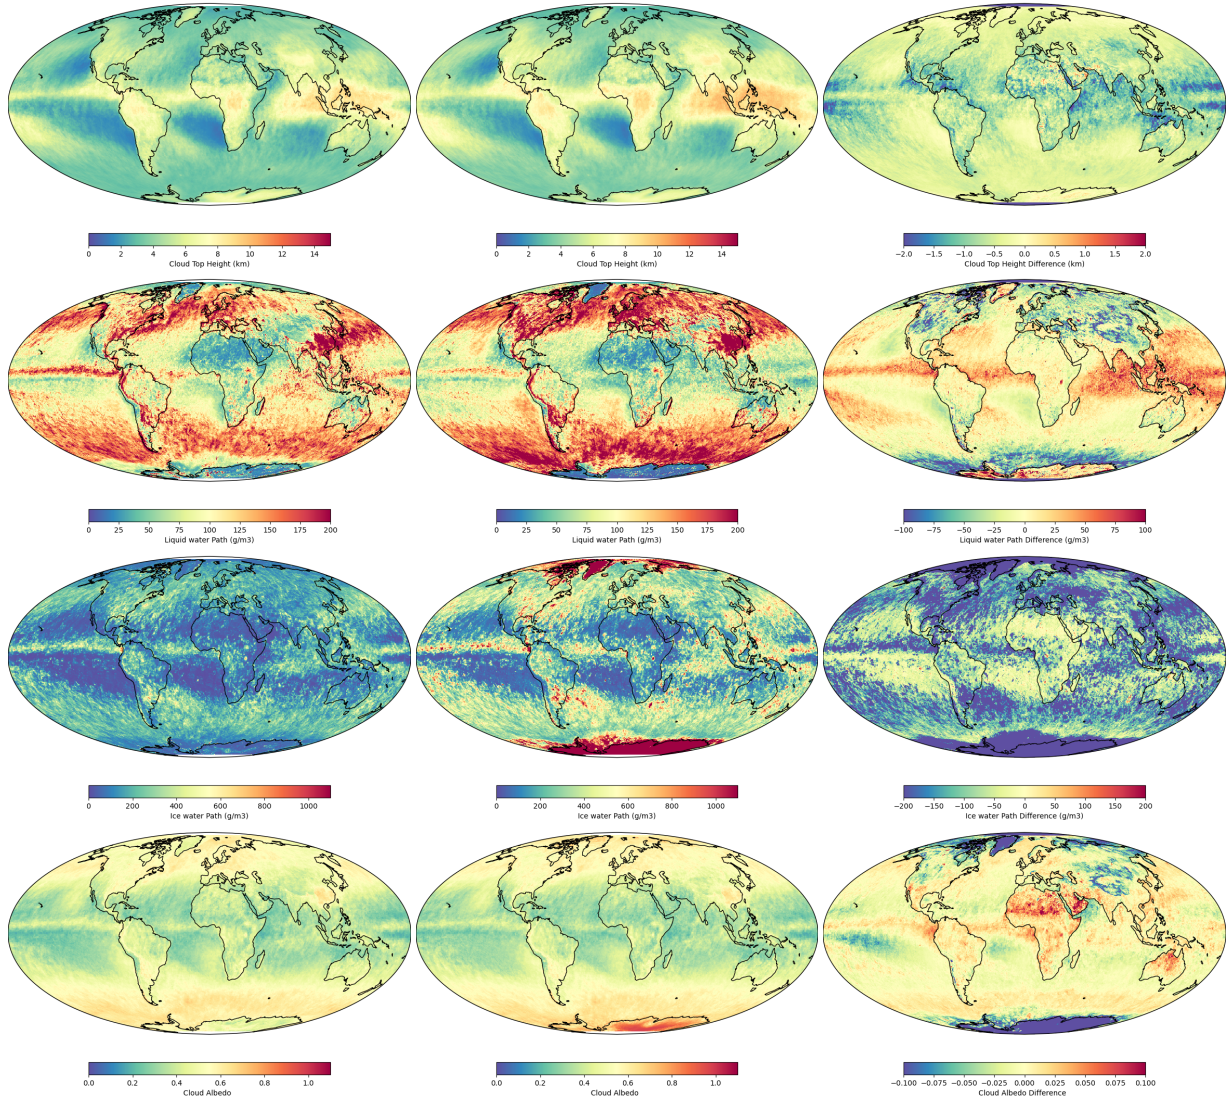 0 2 4 6 8 10 12 14
Cloud Top Height (km)
0 2 4 6 8 10 12 14
Cloud Top Height (km)
−2.0 −1.5 −1.0 −0.5 0.0 0.5 1.0 1.5 2.0
Cloud Top Height Difference (km)
0 25 50 75 100 125 150 175 200
Liquid water Path (g/m3)
0 25 50 75 100 125 150 175 200
Liquid water Path (g/m3)
−100 −75 −50 −25 0 25 50 75 100
Liquid water Path Difference (g/m3)
0 200 400 600 800 1000
Ice water Path (g/m3)
0 200 400 600 800 1000
Ice water Path (g/m3)
−200 −150 −100 −50 0 50 100 150 200
Ice water Path Difference (g/m3)
0.0 0.2 0.4 0.6 0.8 1.0
Cloud Albedo
0.0 0.2 0.4 0.6 0.8 1.0
Cloud Albedo
−0.100 −0.075 −0.050 −0.025 0.000 0.025 0.050 0.075 0.100
Cloud Albedo Difference